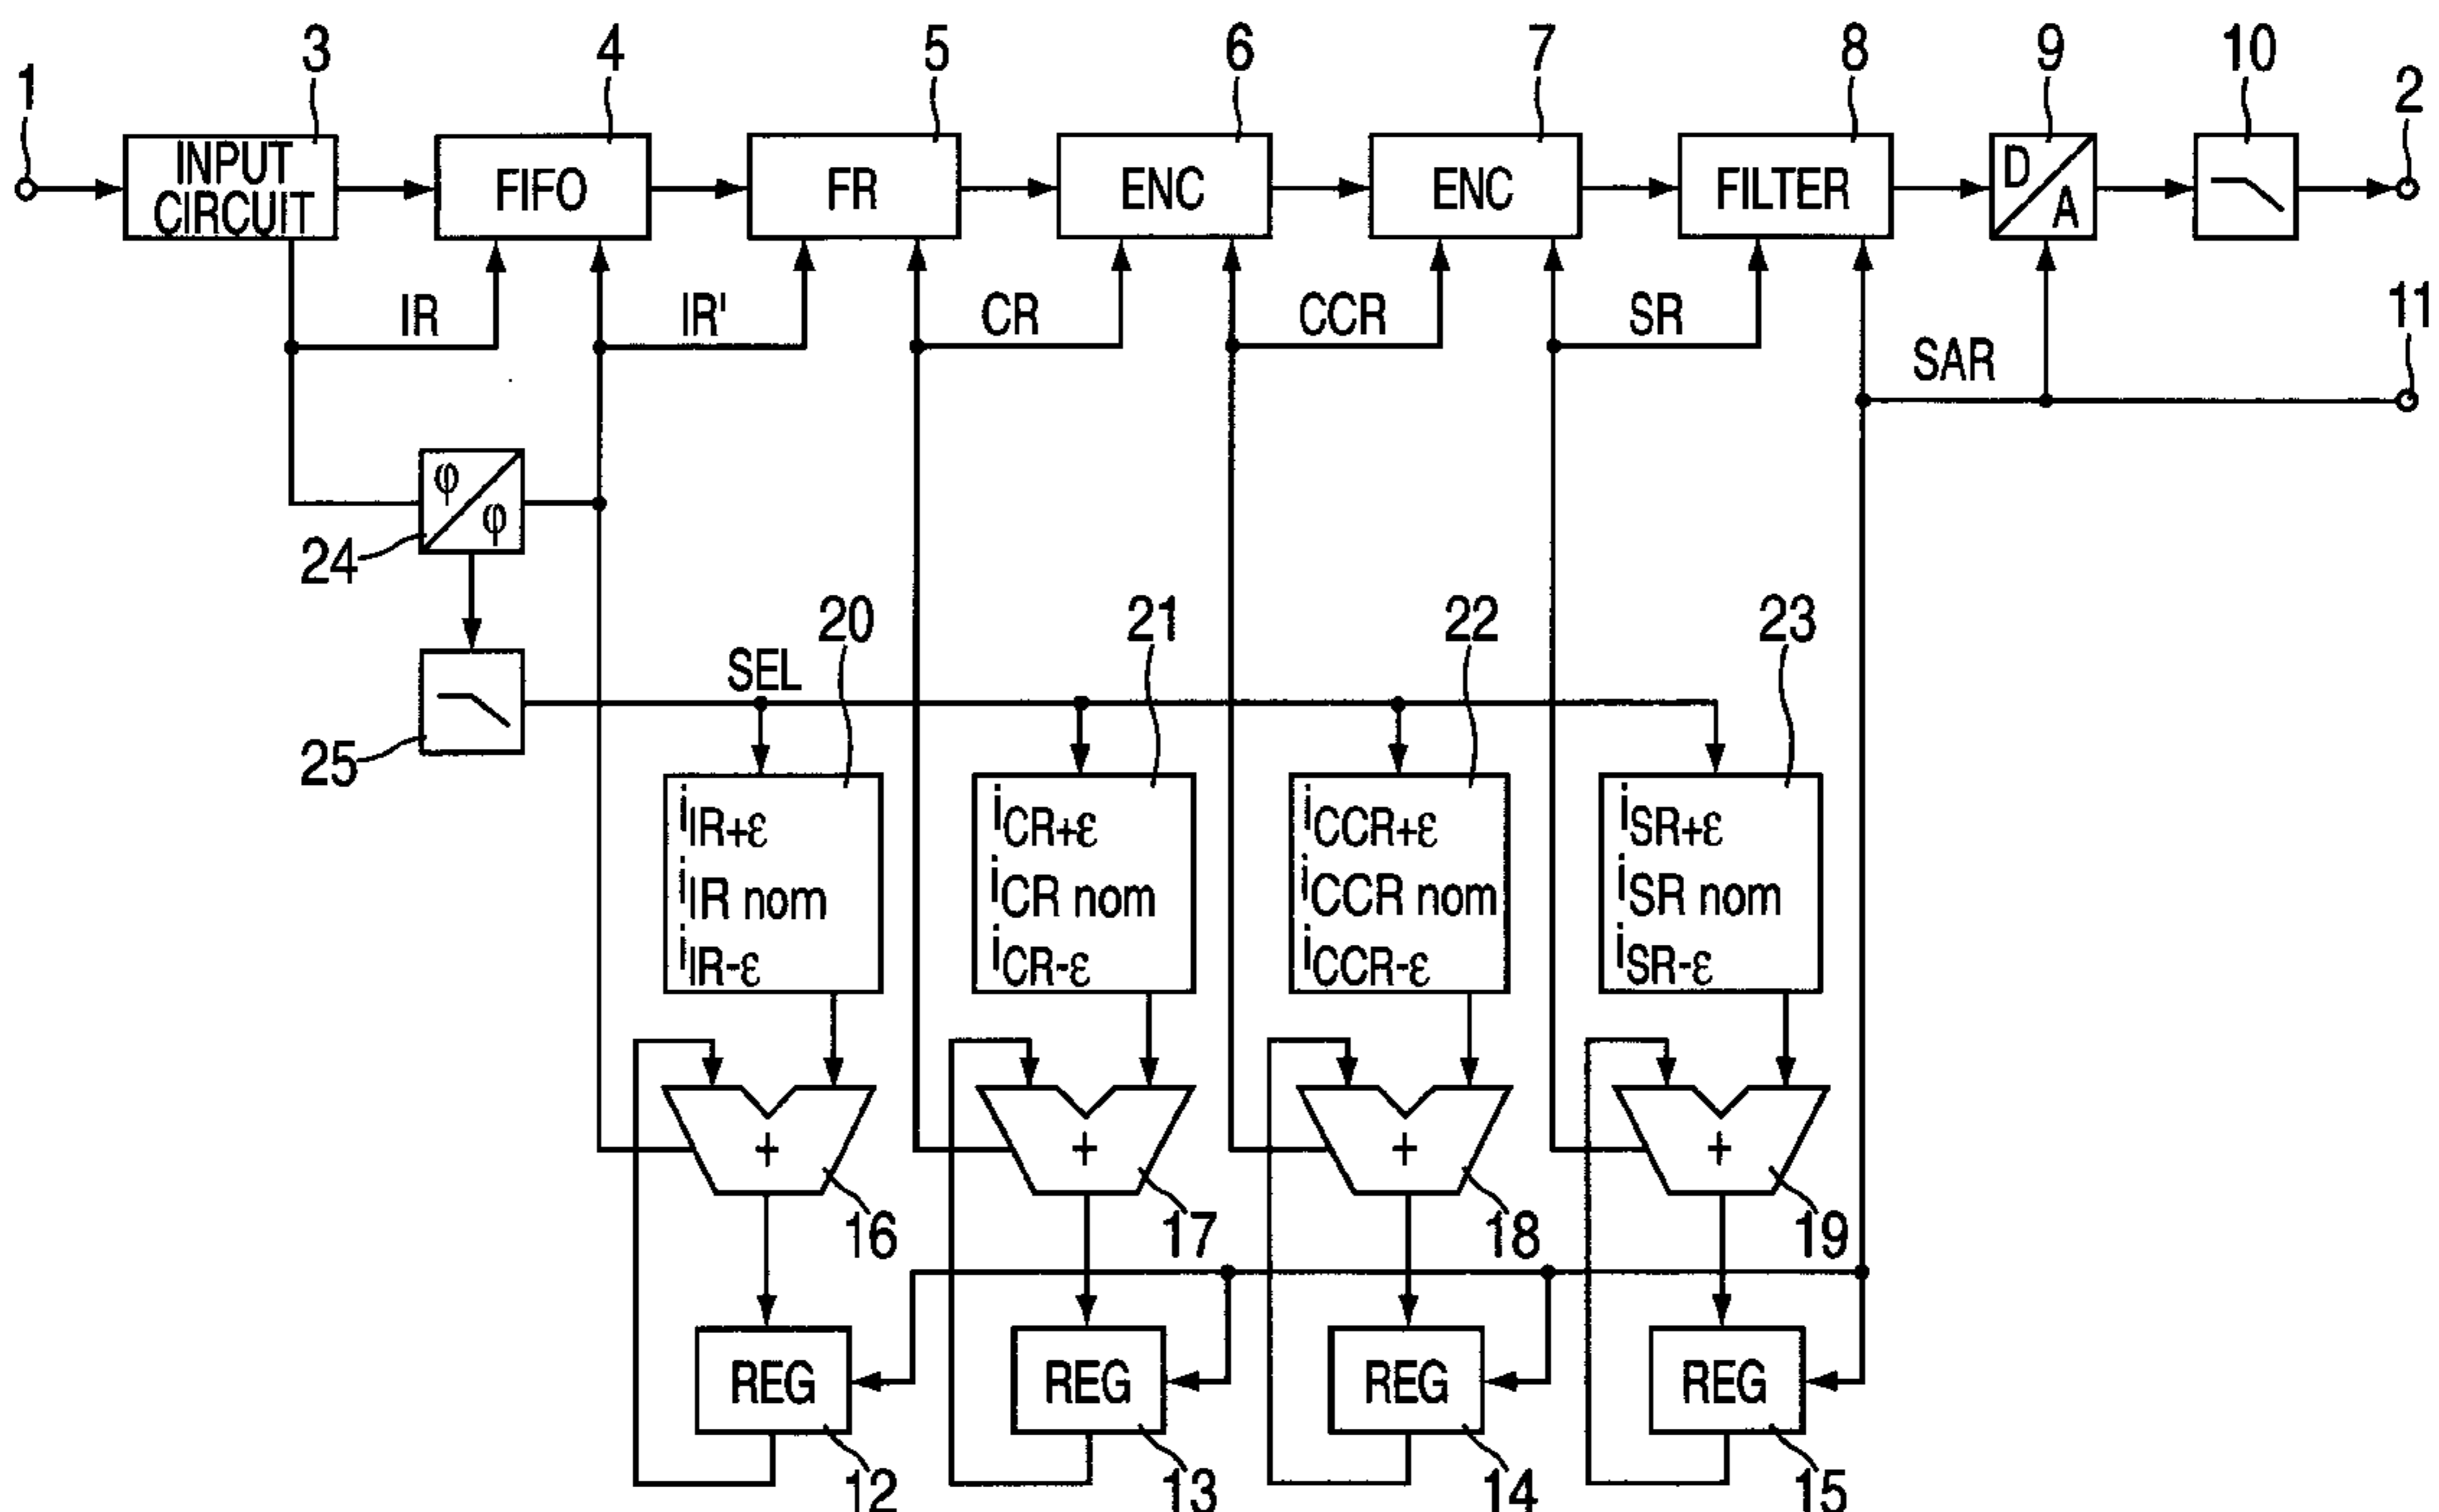 1
3
4
5
6
7
8
9
10
2
INPUT CIRCUIT
FIFO
FR
ENC
ENC
FILTER
D
A
IR
IR'
CR
CCR
SR
SAR
11
φ
φ
24
25
SEL
20
21
22
23
iIR+ε
iIR nom
iIR-ε
iCR+ε
iCR nom
iCR-ε
iCCR+ε
iCCR nom
iCCR-ε
iSR+ε
iSR nom
iSR-ε
+
+
+
+
16
17
18
19
REG
REG
REG
REG
12
13
14
15